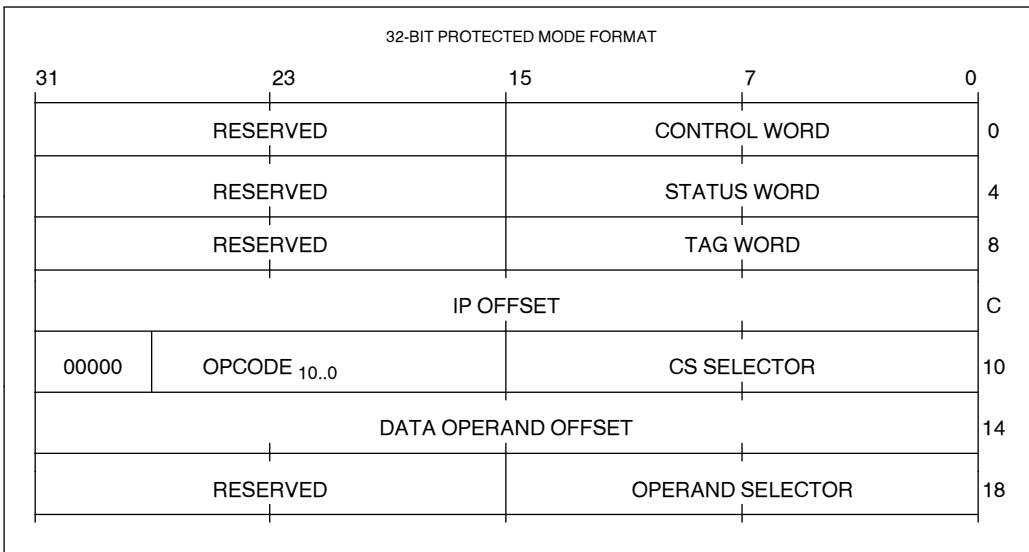 32-BIT PROTECTED MODE FORMAT
31 23 15 7 0
RESERVED CONTROL WORD 0
RESERVED STATUS WORD 4
RESERVED TAG WORD 8
IP OFFSET C
00000 OPCODE 10..0 CS SELECTOR 10
DATA OPERAND OFFSET 14
RESERVED OPERAND SELECTOR 18